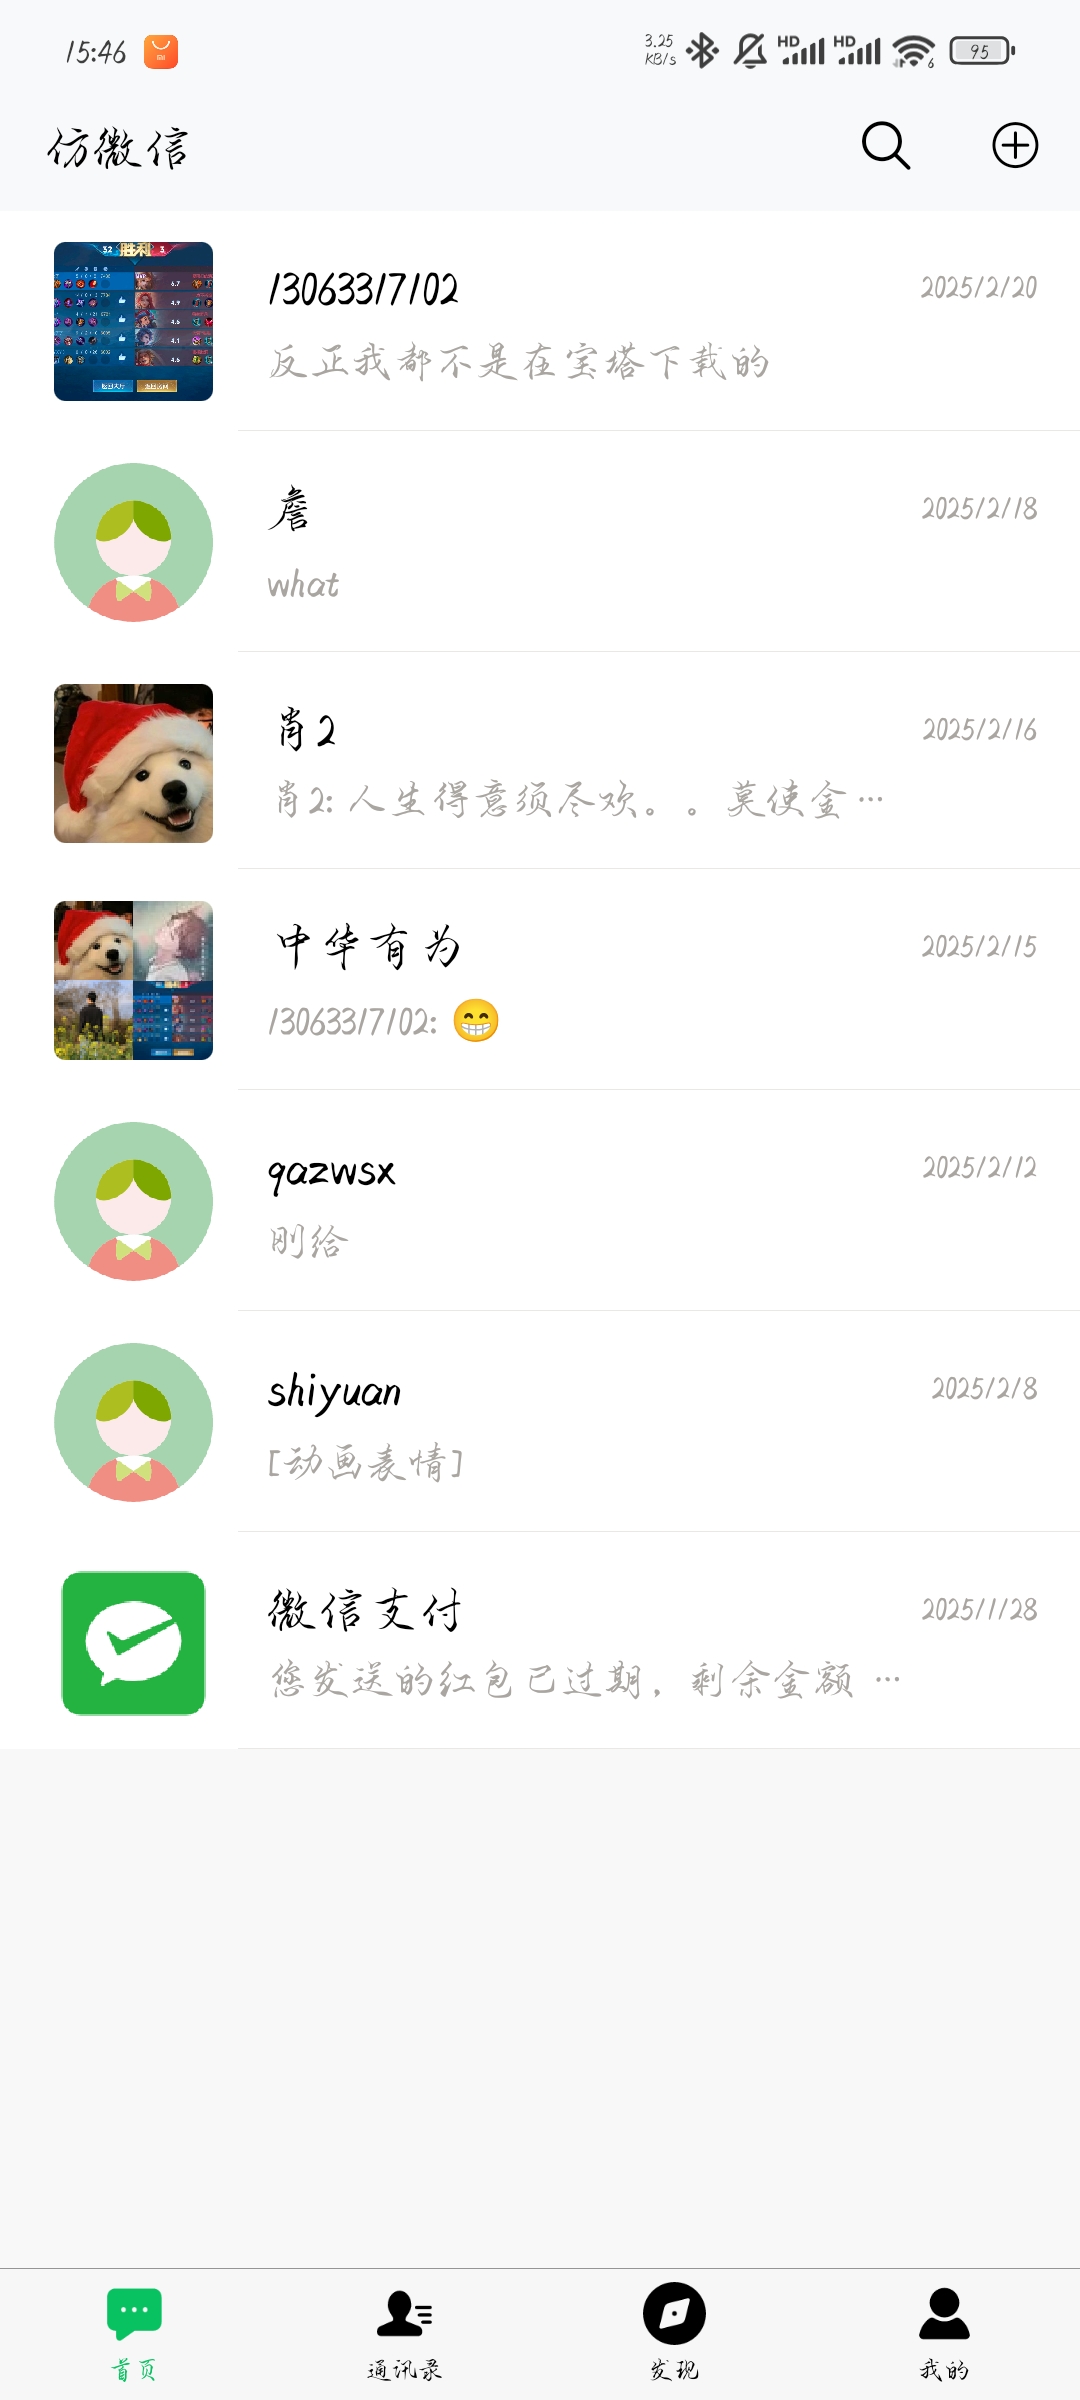 15:46
3.25 KB/s
HD HD 6 95
仿微信
13063317102
2025/2/20
反正我都不是在宝塔下载的
詹
2025/2/18
what
肖2
2025/2/16
肖2: 人生得意须尽欢。。莫使金…
中华有为
2025/2/15
13063317102: 😁
qazwsx
2025/2/12
刚给
shiyuan
2025/2/8
[动画表情]
微信支付
2025/1/28
您发送的红包已过期，剩余金额 …
首页
通讯录
发现
我的